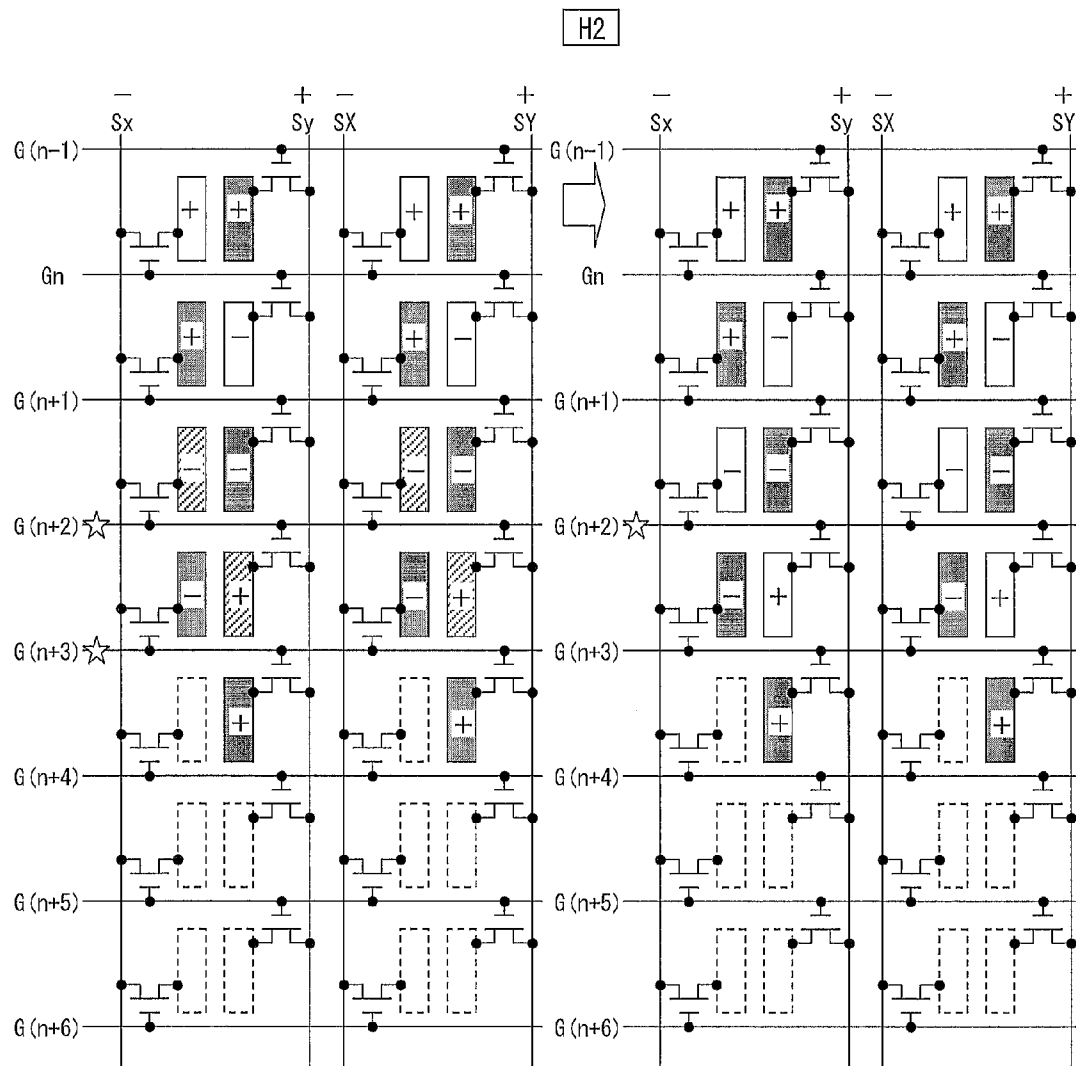 H2
− + − + − + − +
Sx Sy SX SY Sx Sy SX SY
G(n-1) G(n-1)
+ + + + + + + +
Gn Gn
+ − + − + − + −
G(n+1) G(n+1)
− − − − − − − −
G(n+2)☆ G(n+2)☆
− + − + − + − +
G(n+3)☆ G(n+3)
+ + + +
G(n+4) G(n+4)
G(n+5) G(n+5)
G(n+6) G(n+6)